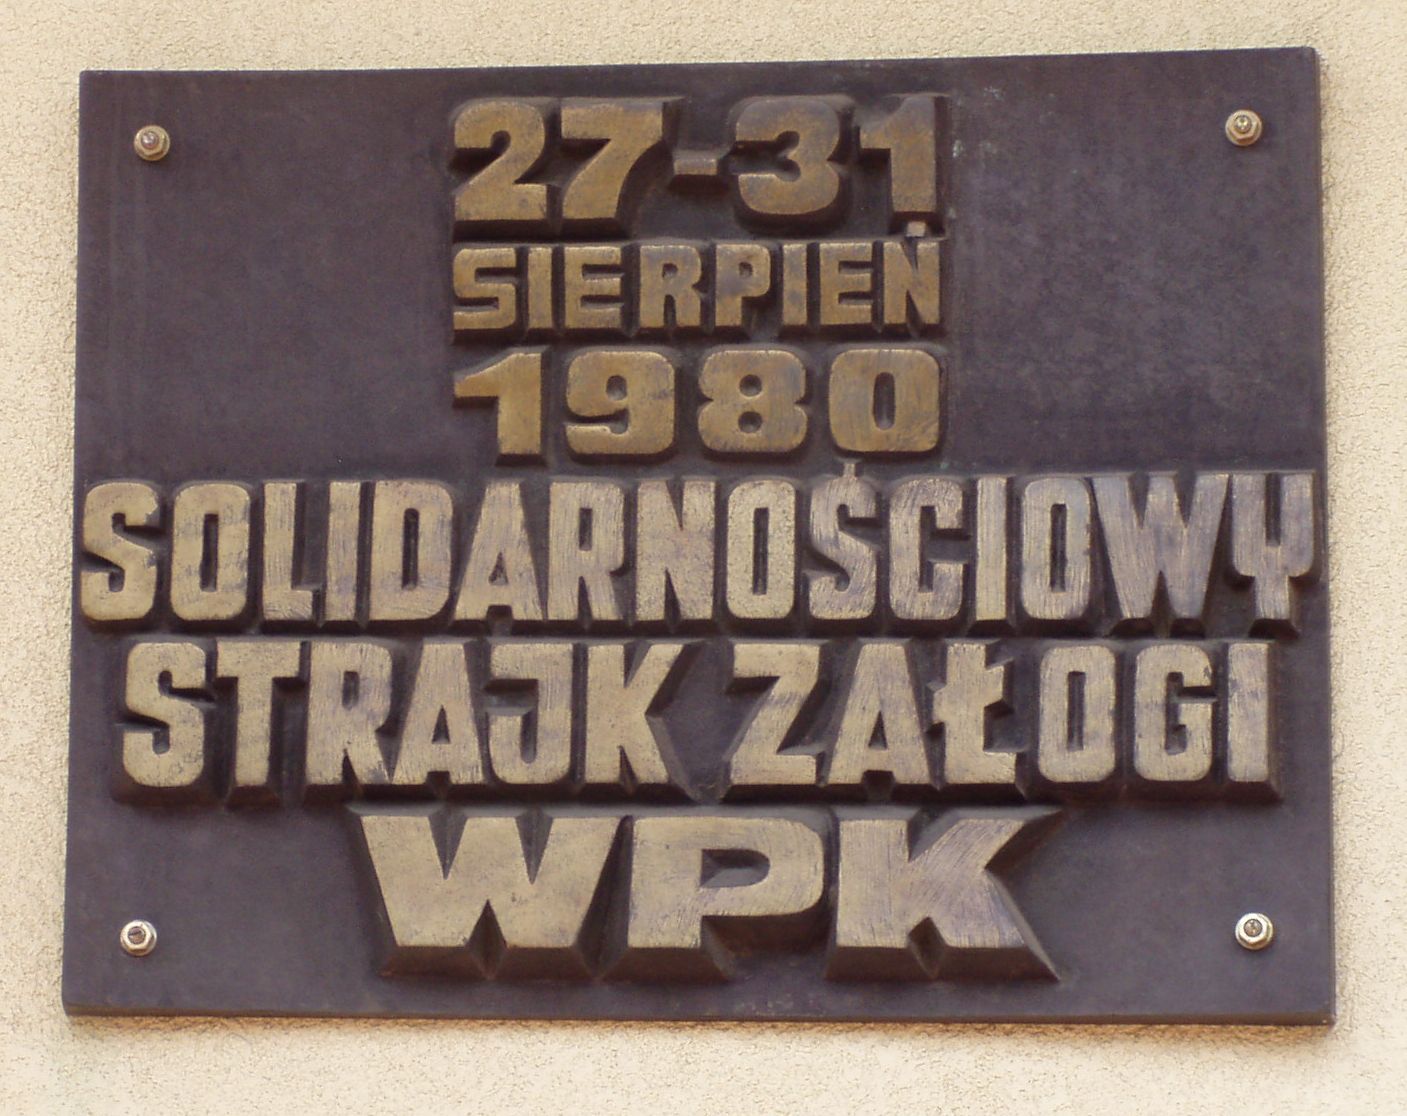 27-31
SIERPIEŃ
1980
SOLIDARNOŚCIOWY
STRAJK ZAŁOGI
WPK